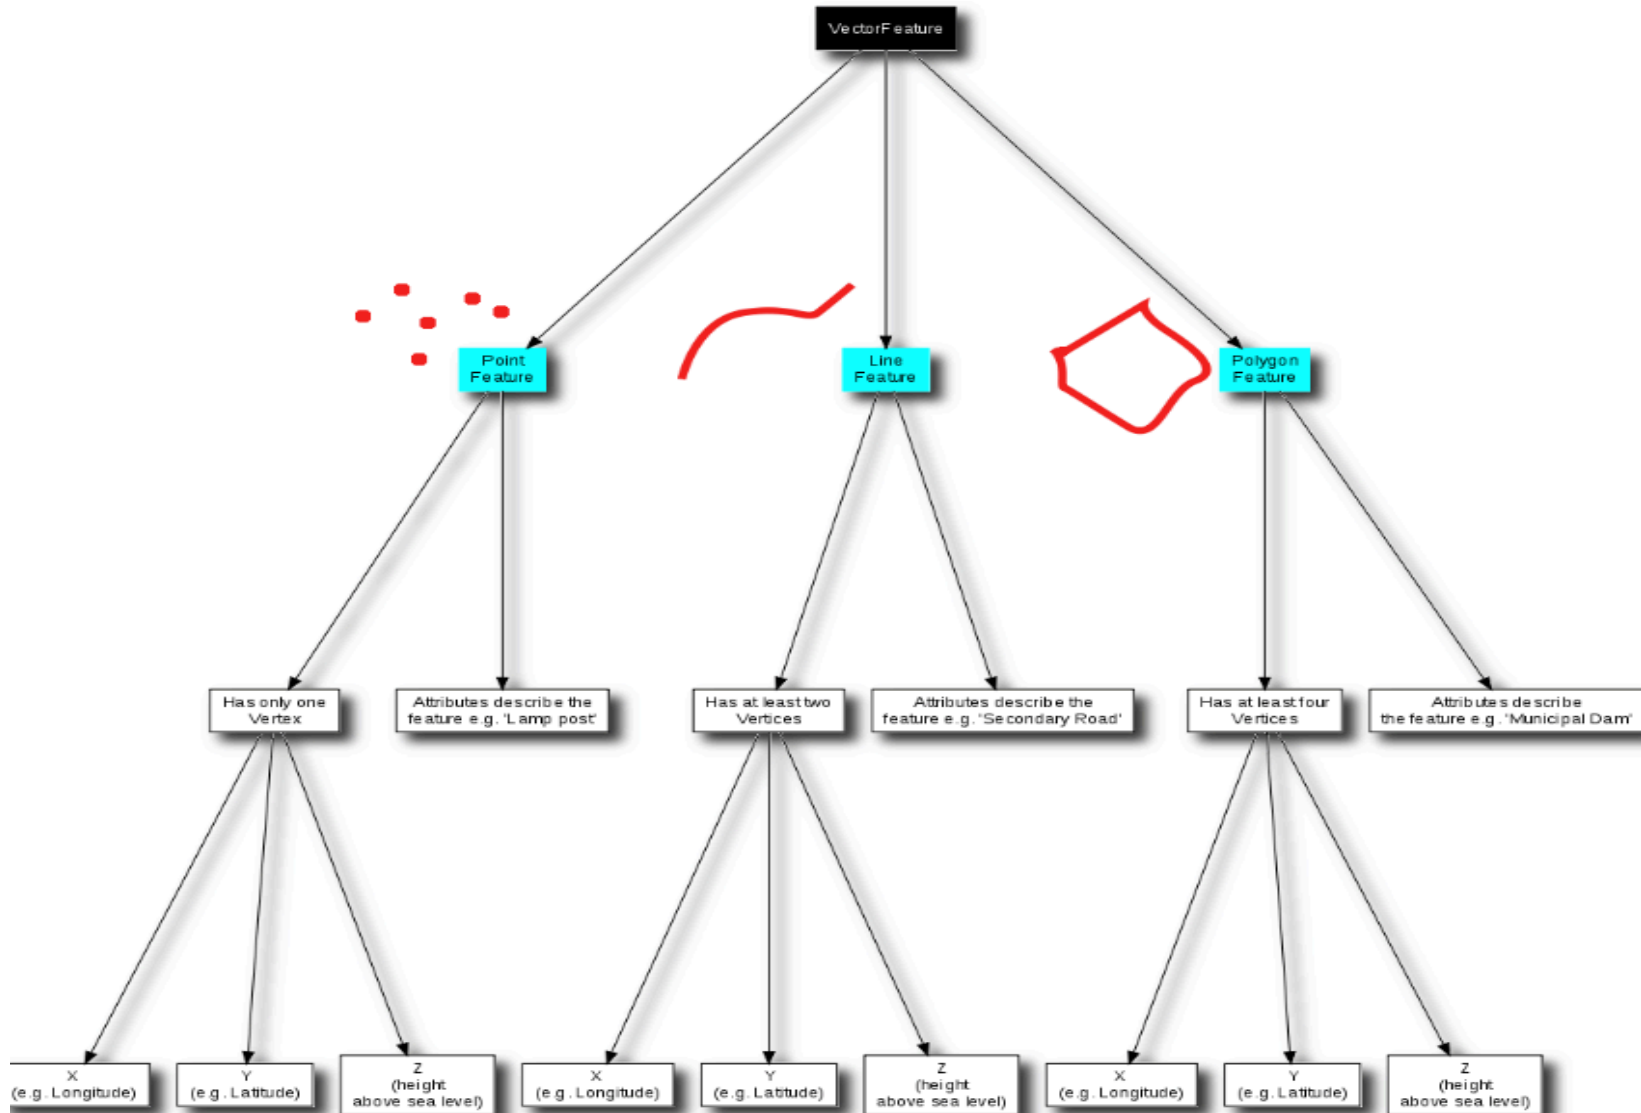 VectorFeature
Point
Feature
Line
Feature
Polygon
Feature
Has only one
Vertex
Attributes describe the
feature e.g. 'Lamp post'
Has at least two
Vertices
Attributes describe the
feature e.g. 'Secondary Road'
Has at least four
Vertices
Attributes describe
the feature e.g. 'Municipal Dam'
X
(e.g. Longitude)
Y
(e.g. Latitude)
Z
(height
above sea level)
X
(e.g. Longitude)
Y
(e.g. Latitude)
Z
(height
above sea level)
X
(e.g. Longitude)
Y
(e.g. Latitude)
Z
(height
above sea level)